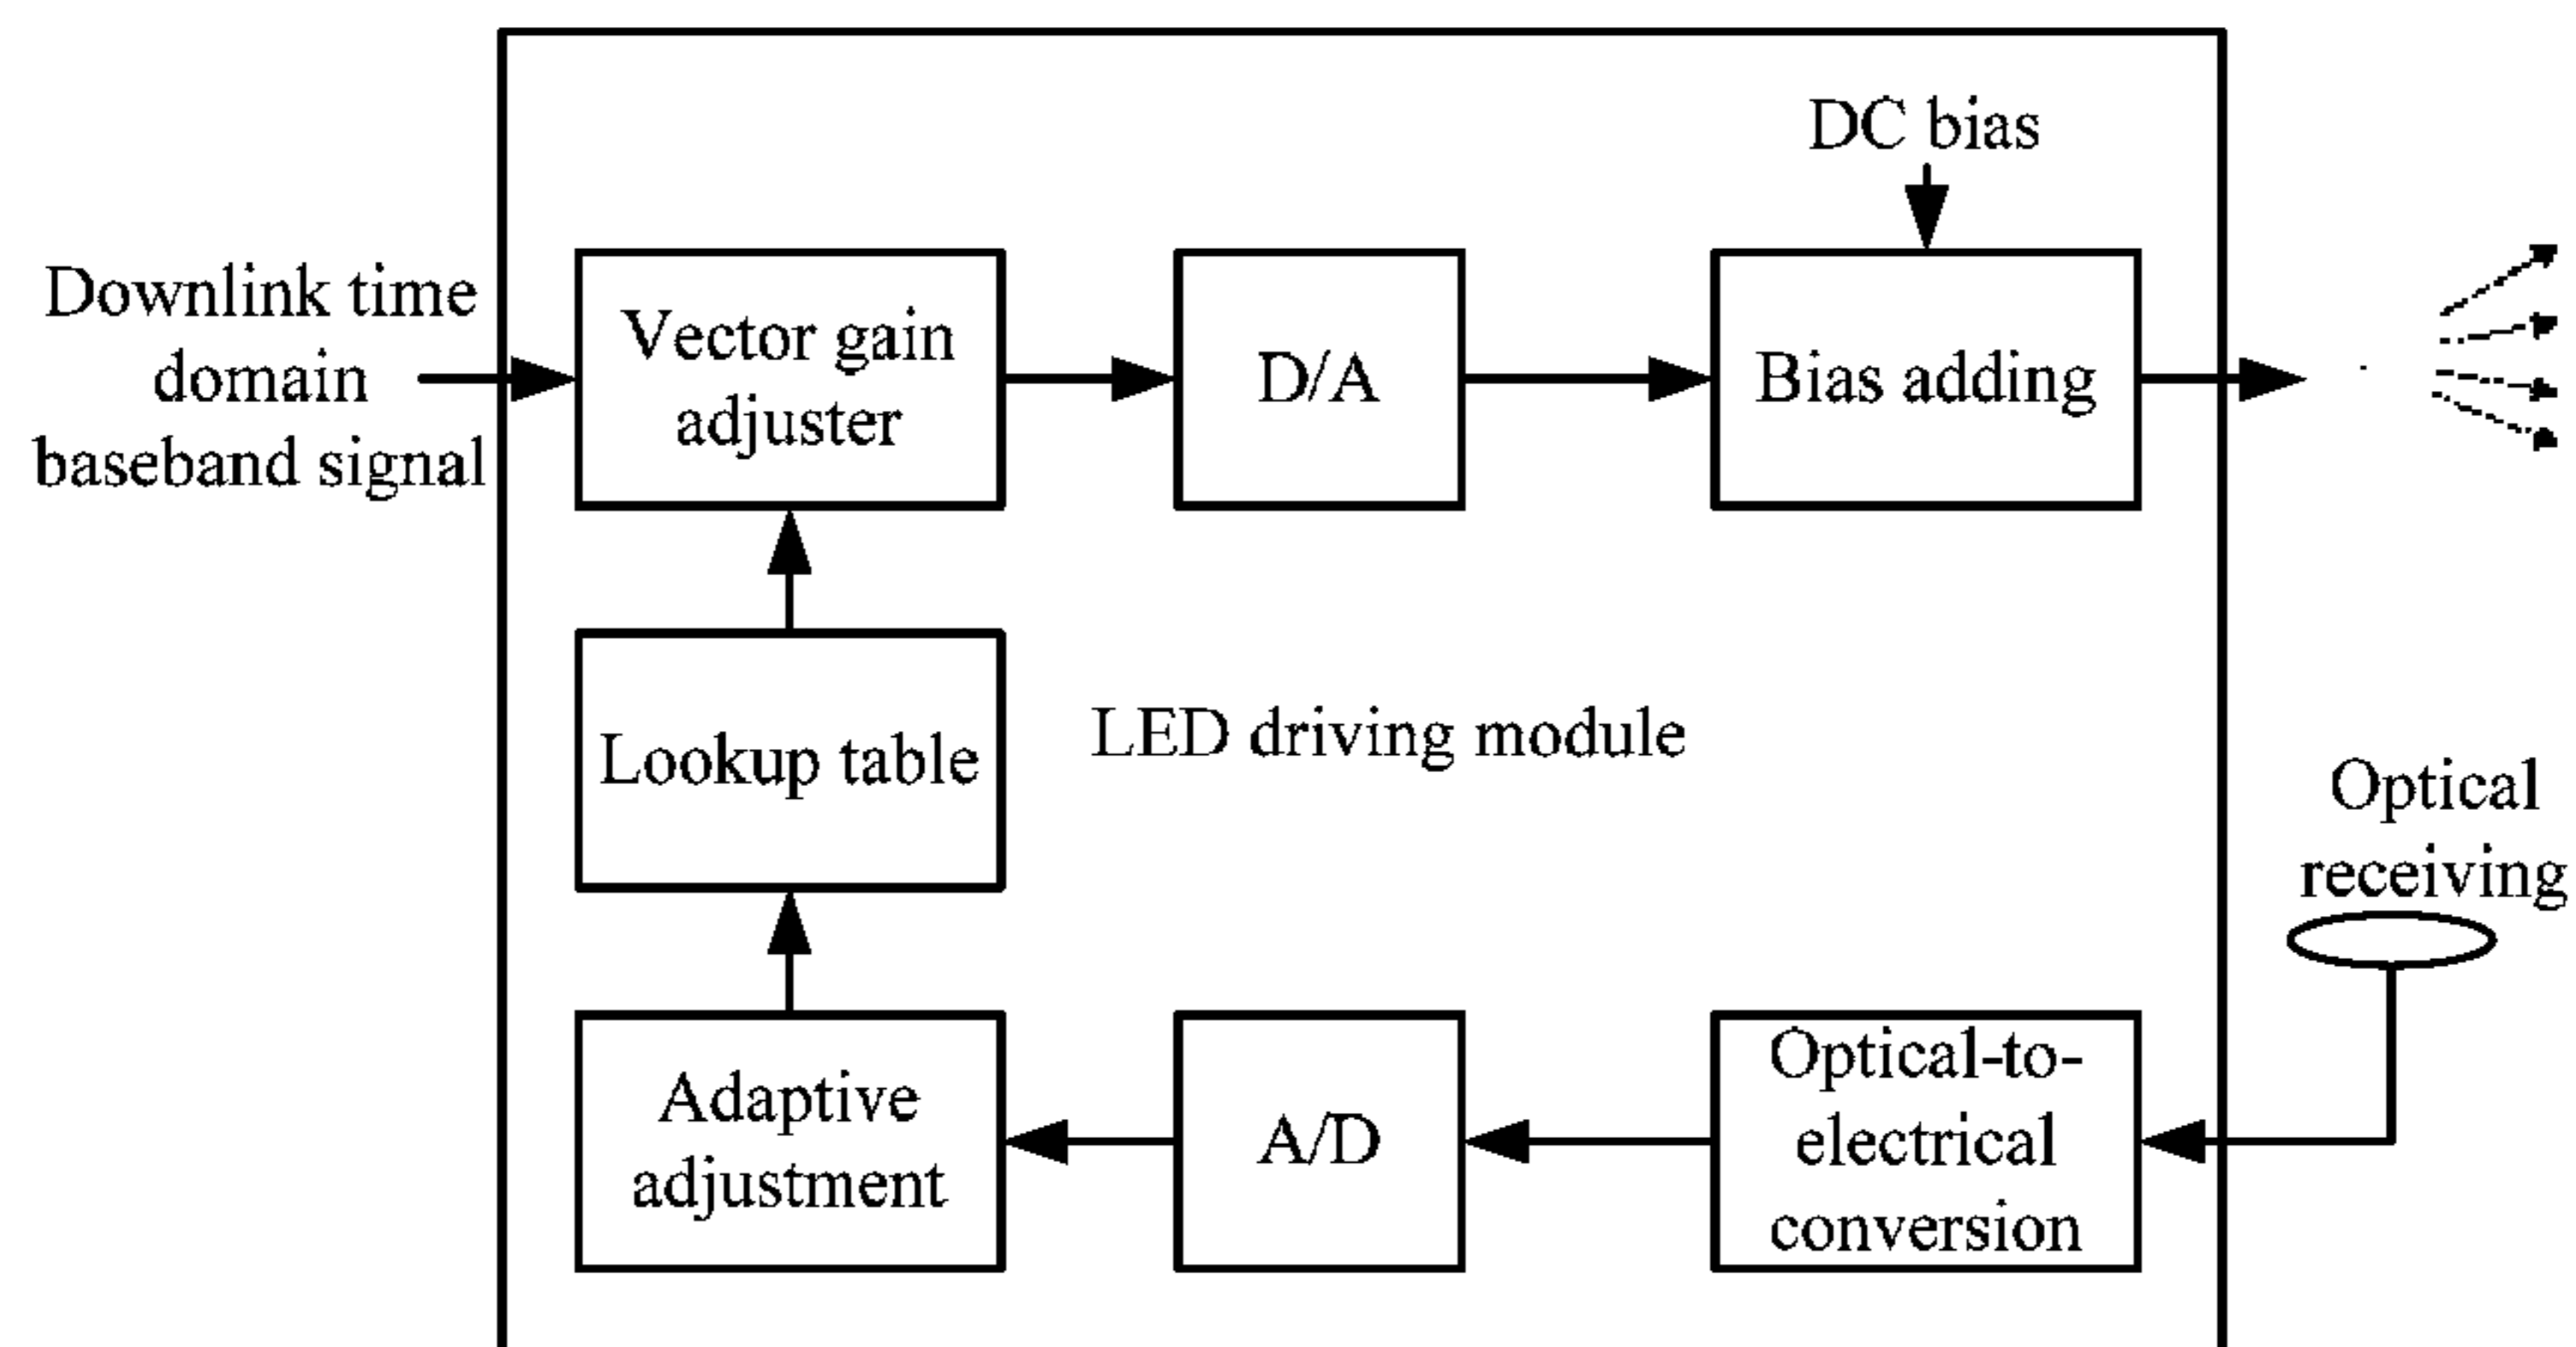 DC bias
Downlink time
domain
baseband signal
Vector gain
adjuster
D/A
Bias adding
Lookup table
LED driving module
Optical
receiving
Adaptive
adjustment
A/D
Optical-to-
electrical
conversion